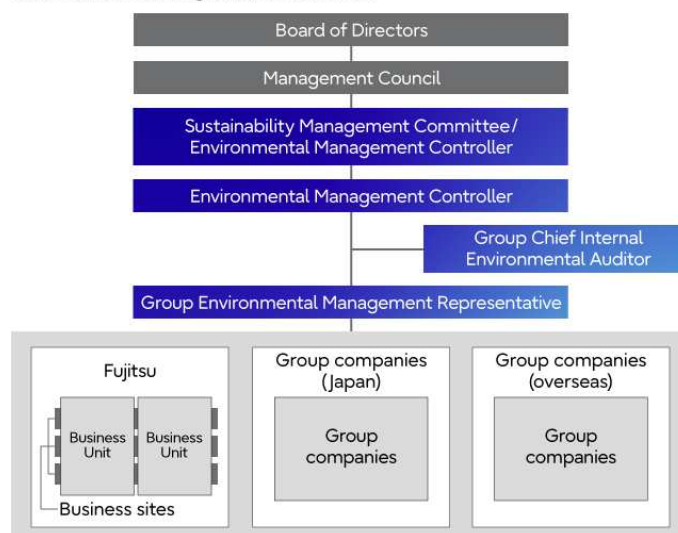 Board of Directors
Management Council
Sustainability Management Committee/
Environmental Management Controller
Environmental Management Controller
Group Chief Internal
Environmental Auditor
Group Environmental Management Representative
Fujitsu
Business
Unit
Business
Unit
Business sites
Group companies
(Japan)
Group
companies
Group companies
(overseas)
Group
companies